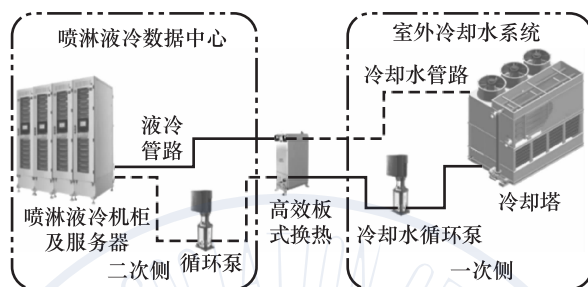 喷淋液冷数据中心
室外冷却水系统
冷却水管路
液冷
管路
喷淋液冷机柜
及服务器
循环泵
高效板
式换热
冷却水循环泵
冷却塔
二次侧
一次侧